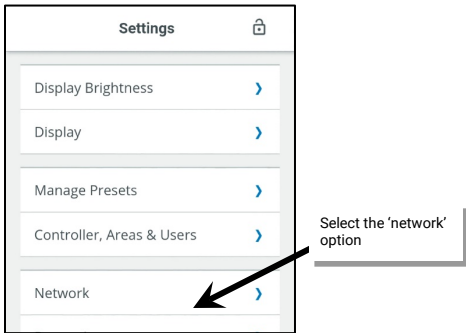 Settings
Display Brightness
Display
Manage Presets
Controller, Areas & Users
Select the ‘network’
option
Network